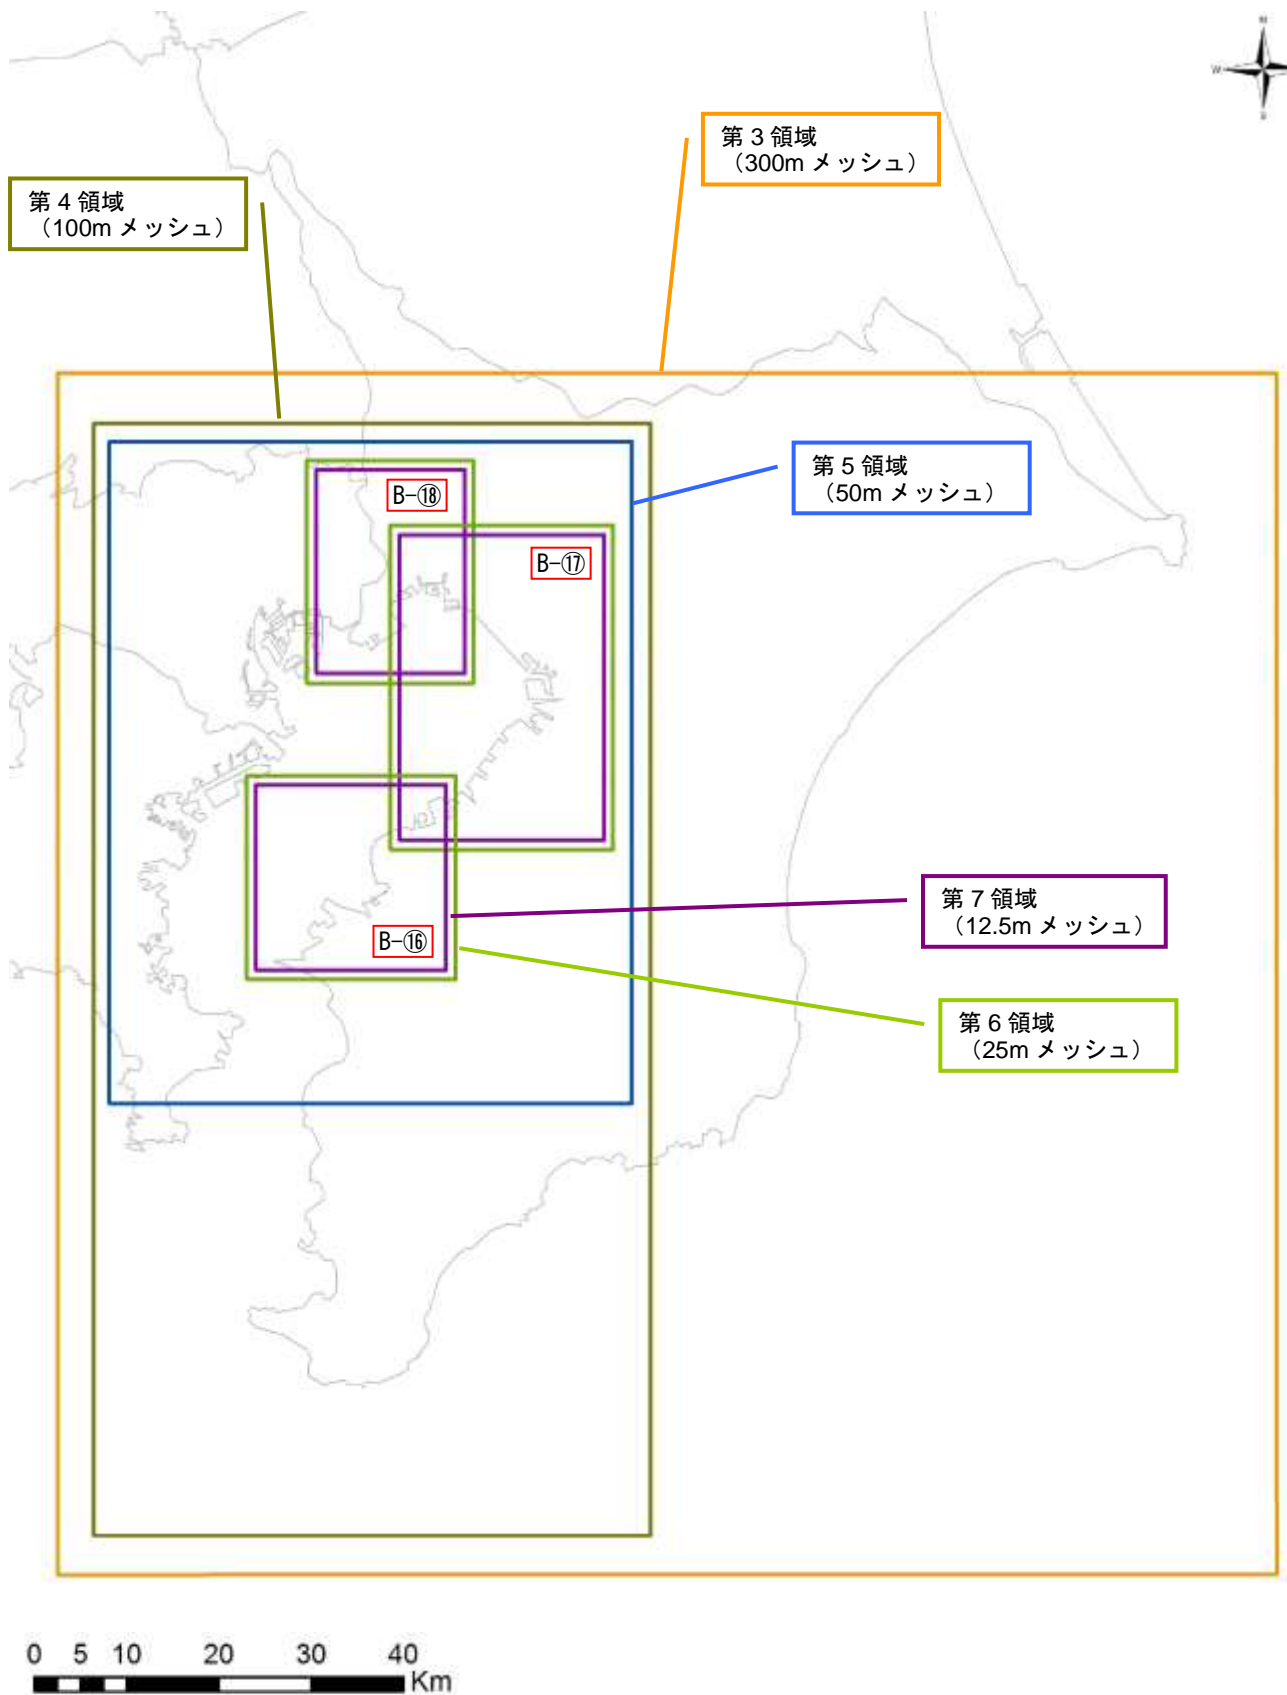 N
W
S
第3領域
（300m メッシュ）
第4領域
（100m メッシュ）
第5領域
（50m メッシュ）
B-⑱
B-⑰
第7領域
（12.5m メッシュ）
B-⑯
第6領域
（25m メッシュ）
0 5 10 20 30 40
Km